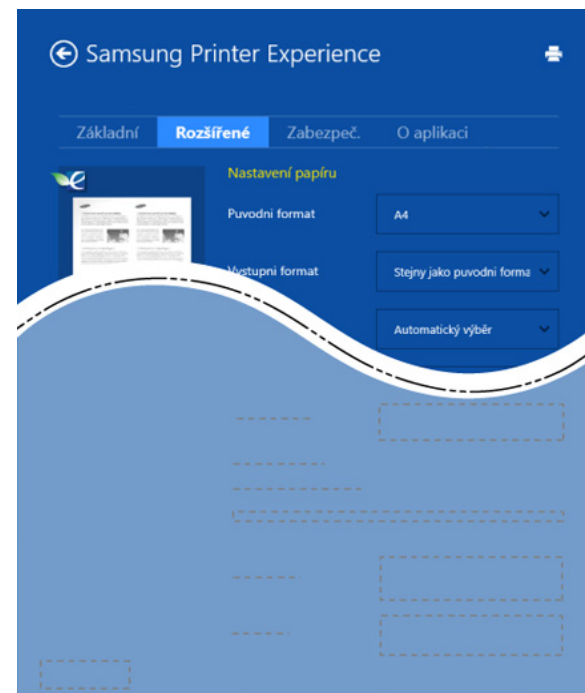 Samsung Printer Experience
Základní Rozšířené Zabezpeč. O aplikaci
Nastavení papíru
Puvodni format A4
Vystupni format Stejny jako puvodni forma
Automatický výběr